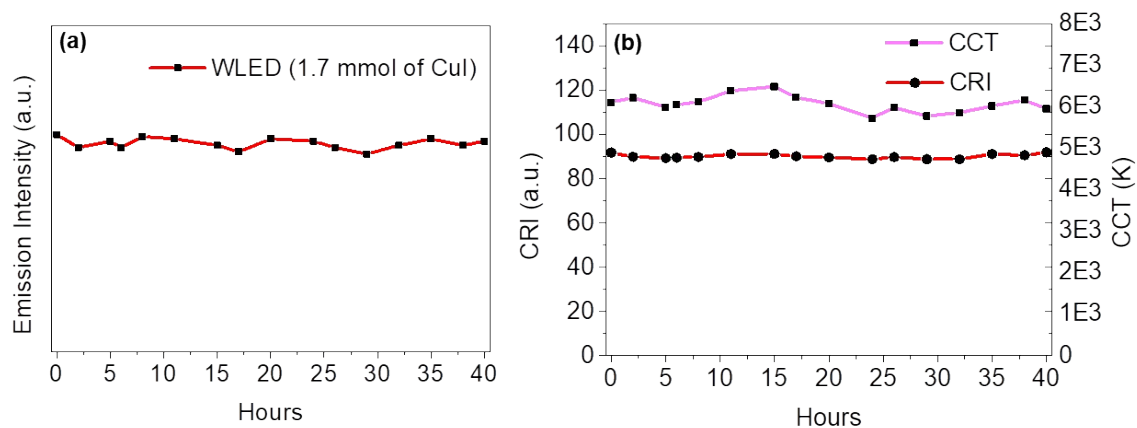 (a)
WLED (1.7 mmol of CuI)
Emission Intensity (a.u.)
0 5 10 15 20 25 30 35 40
Hours
(b)
CCT
CRI
140
120
100
80
60
40
20
0
CRI (a.u.)
8E3
7E3
6E3
5E3
4E3
3E3
2E3
1E3
0
CCT (K)
0 5 10 15 20 25 30 35 40
Hours